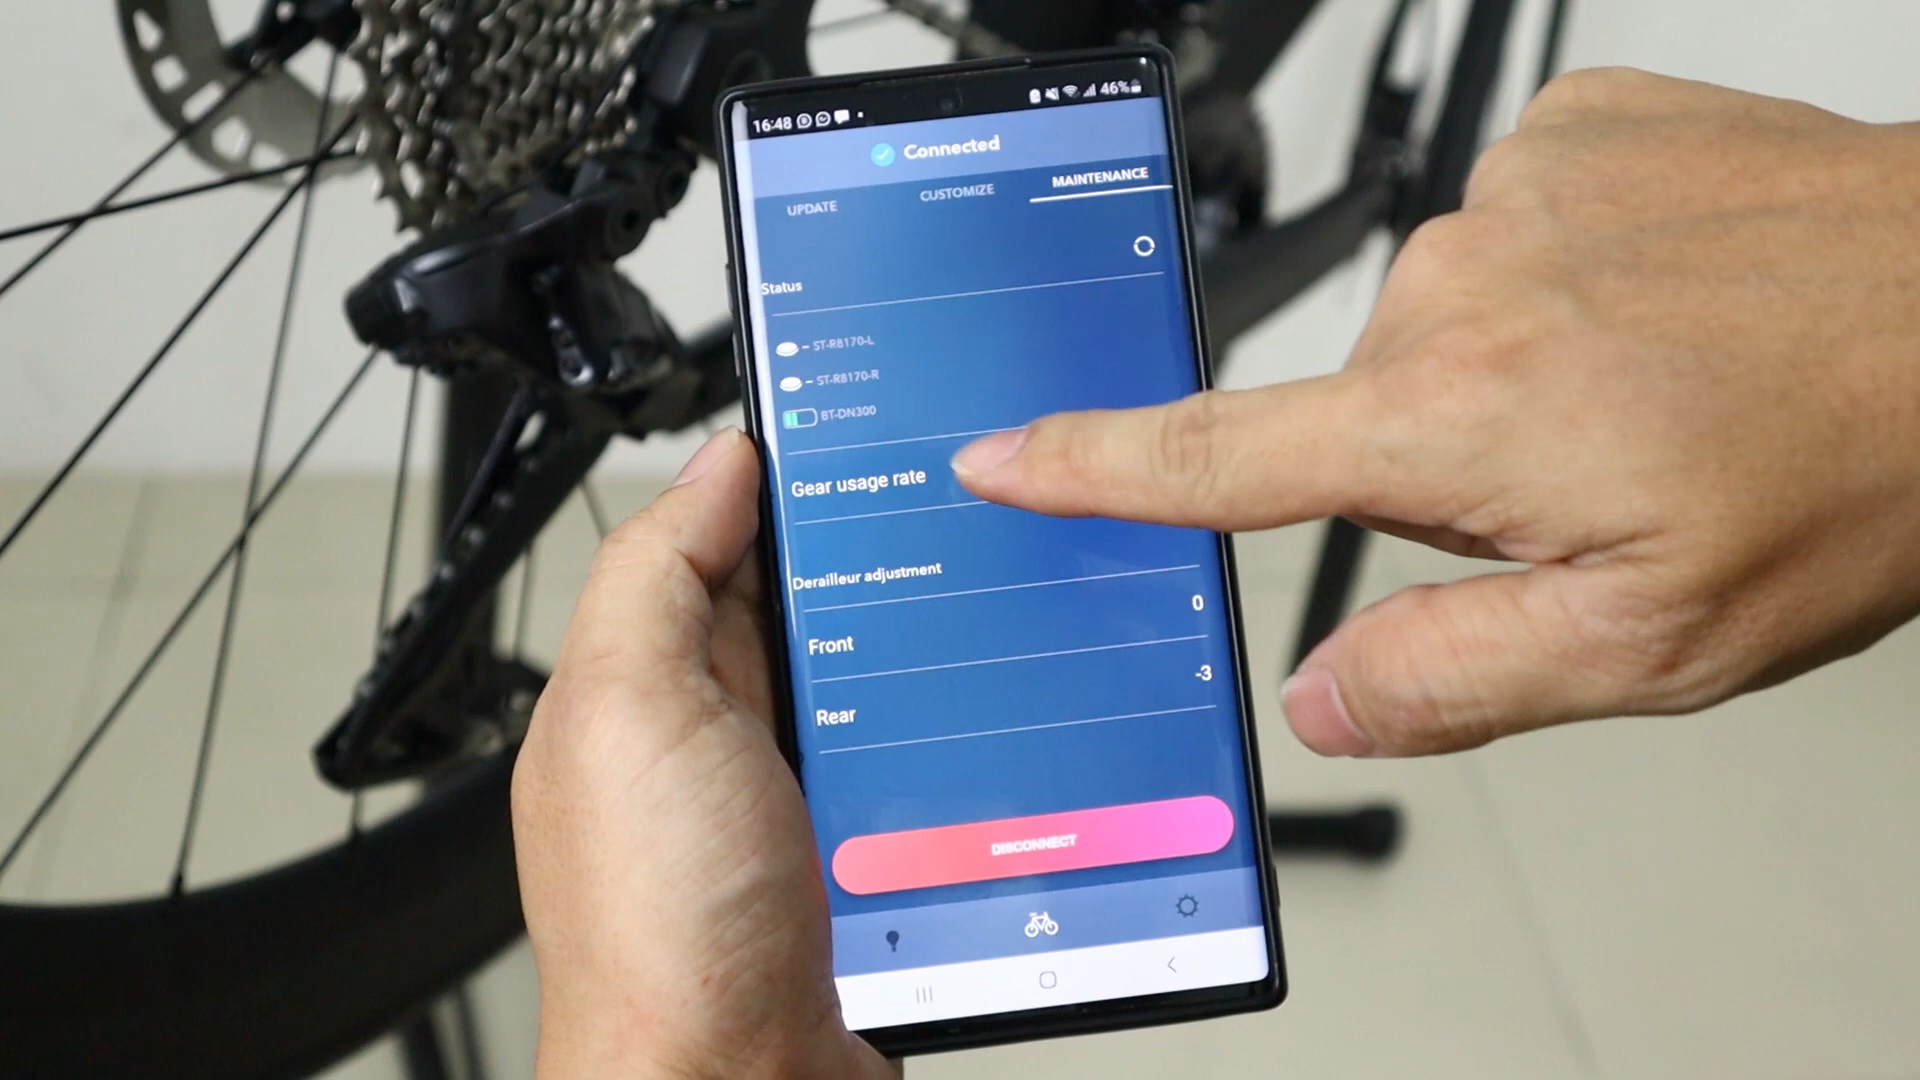 16:48
46%
Connected
UPDATE CUSTOMIZE MAINTENANCE
Status
- ST-R8170-L
- ST-R8170-R
BT-DN300
Gear usage rate
Derailleur adjustment
Front 0
Rear -3
DISCONNECT